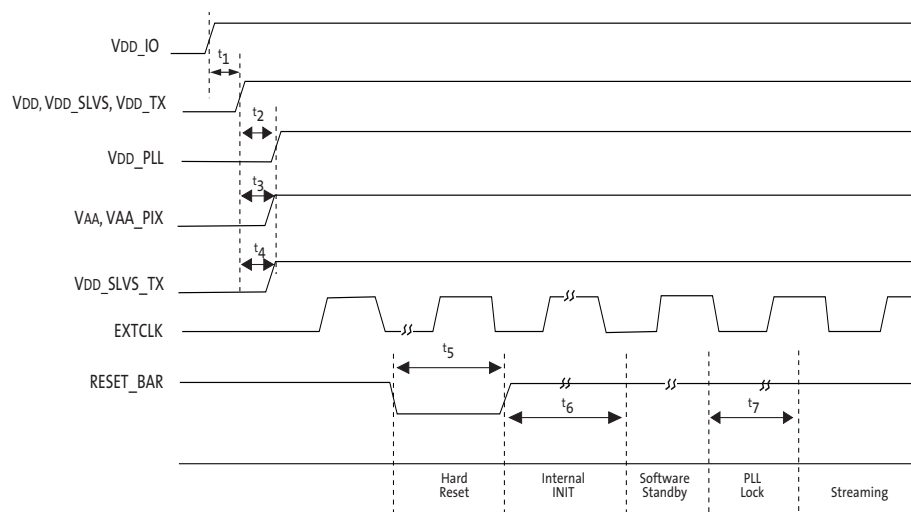 VDD_IO
t1
VDD, VDD_SLVS, VDD_TX
t2
VDD_PLL
t3
VAA, VAA_PIX
t4
VDD_SLVS_TX
EXTCLK
t5
RESET_BAR
t6
t7
Hard
Reset
Internal
INIT
Software
Standby
PLL
Lock
Streaming